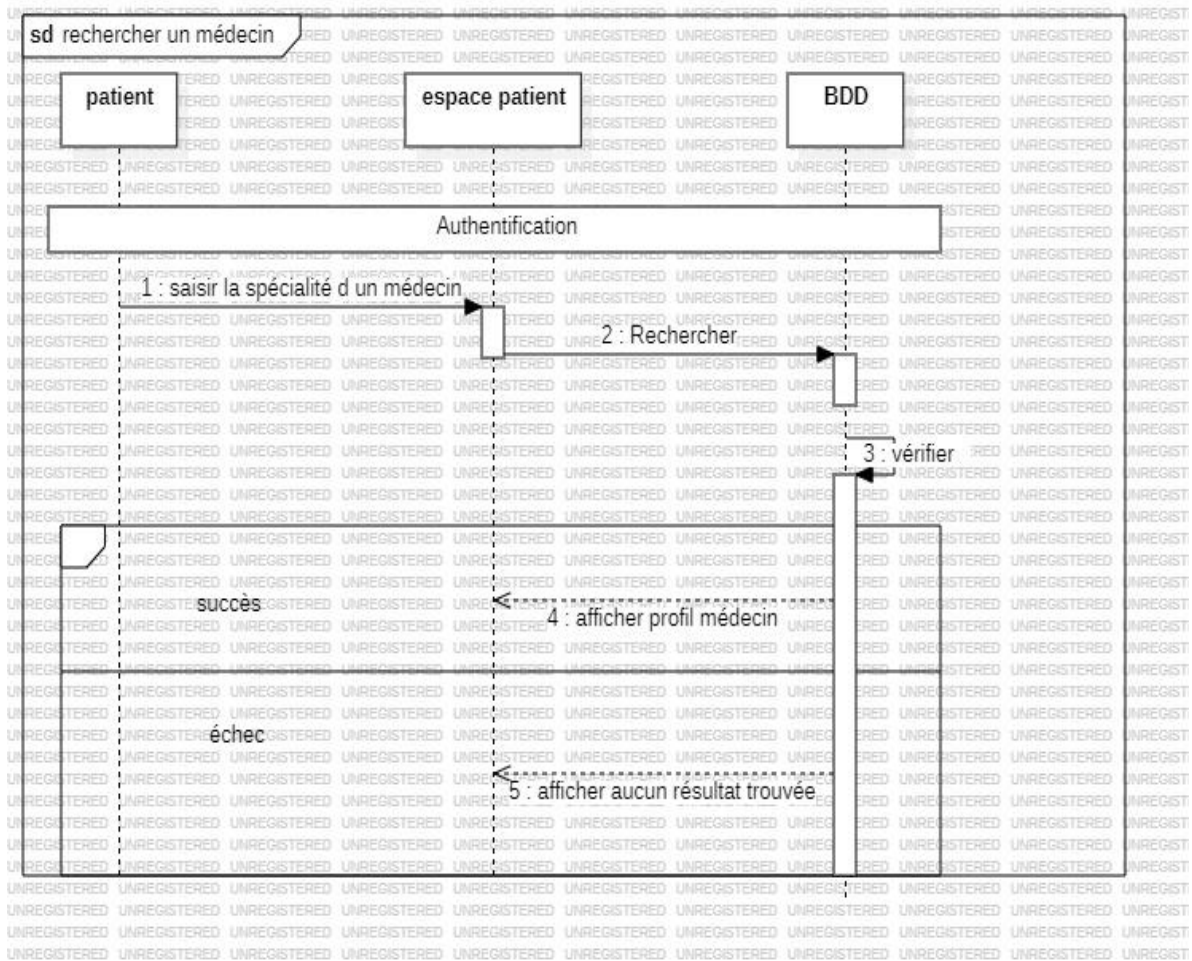 sd rechercher un médecin
patient
espace patient
BDD
Authentification
1 : saisir la spécialité d un médecin
2 : Rechercher
3 : vérifier
succès
4 : afficher profil médecin
échec
5 : afficher aucun résultat trouvée
UNREGISTERED